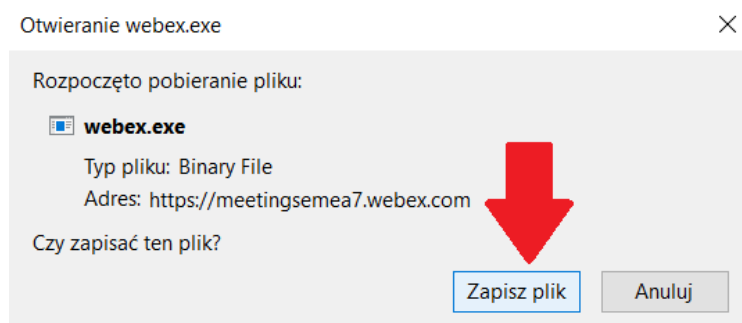 Otwieranie webex.exe
Rozpoczęto pobieranie pliku:
webex.exe
Typ pliku: Binary File
Adres: https://meetingsemea7.webex.com
Czy zapisać ten plik?
Zapisz plik
Anuluj